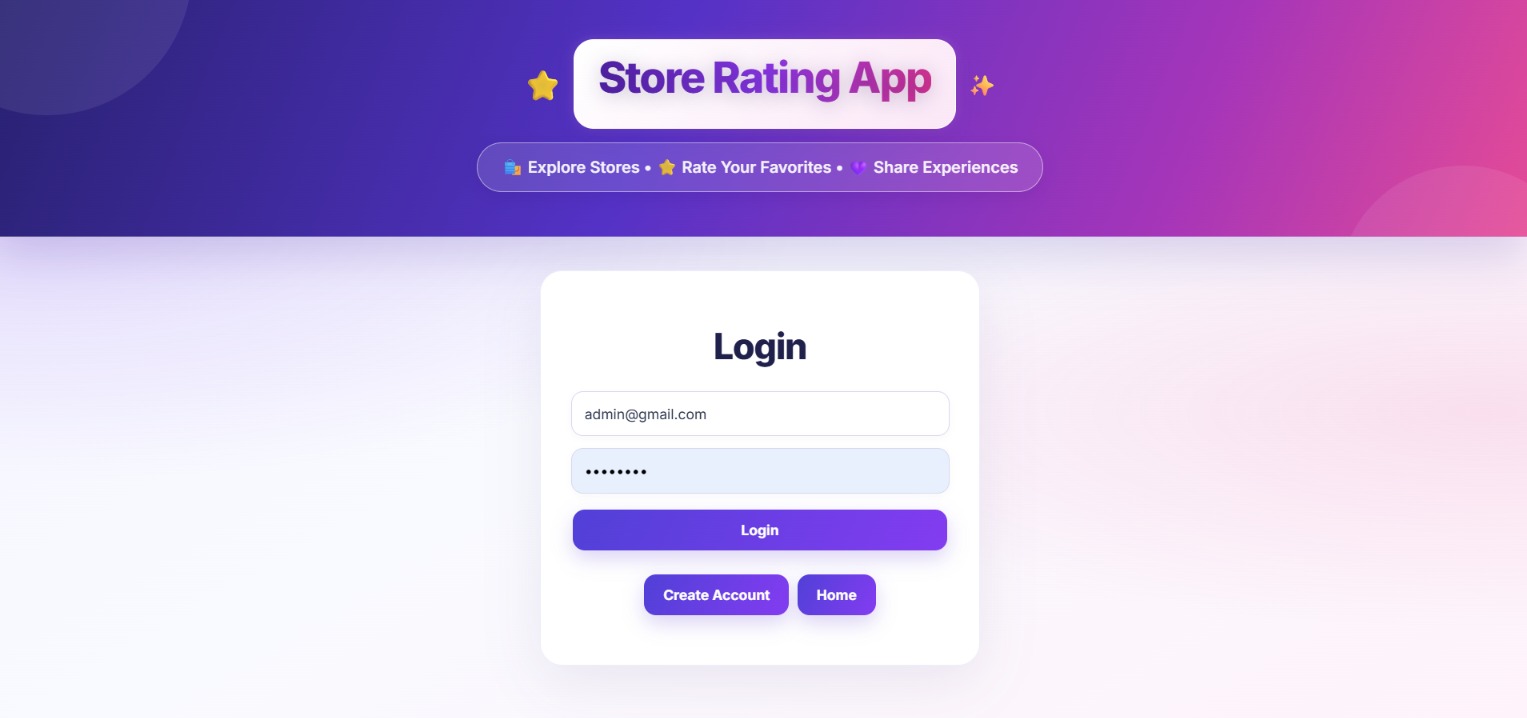 Store Rating App
Explore Stores • Rate Your Favorites • Share Experiences
Login
admin@gmail.com
••••••••
Login
Create Account Home